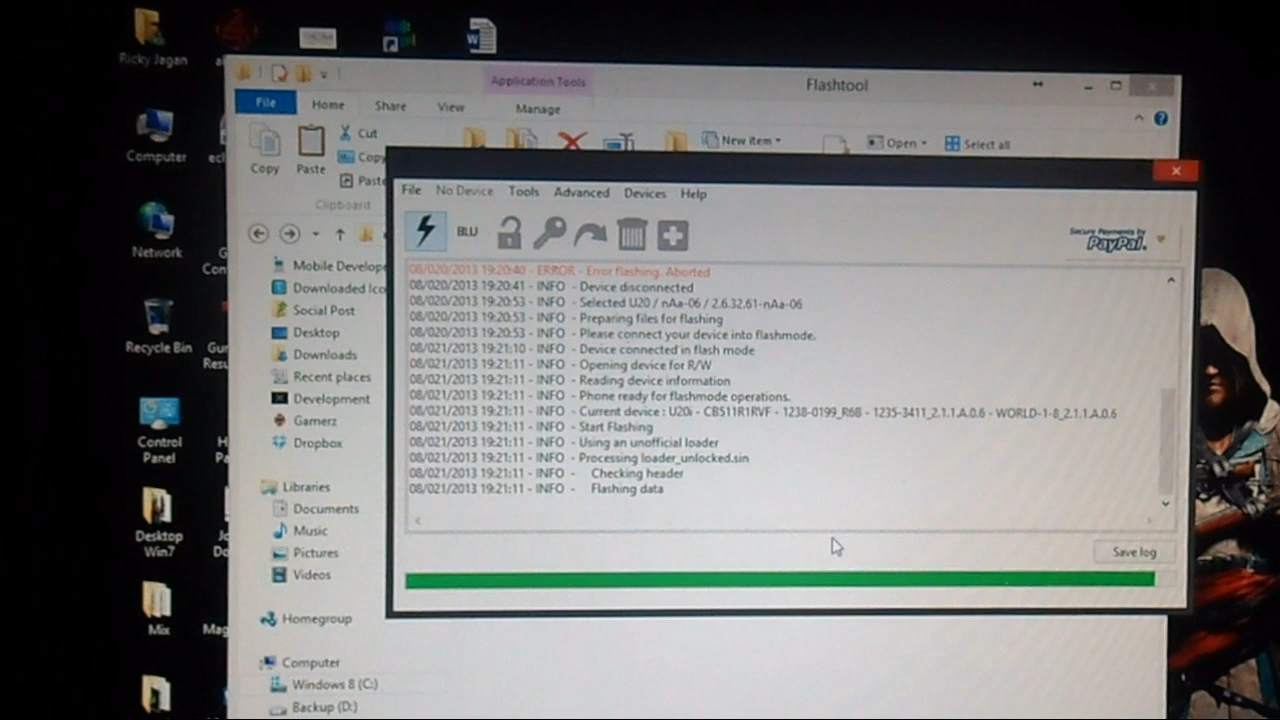 Ricky Jagan
Application Tools
Flashtool
File
Home
Share
View
Manage
Cut
New item
Open
Select all
Copy
Copy
Paste
Paste
Clipboard
Computer
Network
Recycle Bin
Control
Panel
Desktop
Win7
Mix
File No Device Tools Advanced Devices Help
BLU
Secure Payments by
PayPal.
08/020/2013 19:20:40 - ERROR - Error flashing. Aborted
08/020/2013 19:20:41 - INFO - Device disconnected
08/020/2013 19:20:53 - INFO - Selected U20 / nAa-06 / 2.6.32.61-nAa-06
08/020/2013 19:20:53 - INFO - Preparing files for flashing
08/020/2013 19:20:53 - INFO - Please connect your device into flashmode.
08/021/2013 19:21:10 - INFO - Device connected in flash mode
08/021/2013 19:21:11 - INFO - Opening device for R/W
08/021/2013 19:21:11 - INFO - Reading device information
08/021/2013 19:21:11 - INFO - Phone ready for flashmode operations.
08/021/2013 19:21:11 - INFO - Current device : U20i - CB511R1RVF - 1238-0199_R6B - 1235-3411_2.1.1.A.0.6 - WORLD-1-8_2.1.1.A.0.6
08/021/2013 19:21:11 - INFO - Start Flashing
08/021/2013 19:21:11 - INFO - Using an unofficial loader
08/021/2013 19:21:11 - INFO - Processing loader_unlocked.sin
08/021/2013 19:21:11 - INFO - Checking header
08/021/2013 19:21:11 - INFO - Flashing data
Save log
Mobile Develop
Downloaded Ico
Social Post
Desktop
Downloads
Recent places
Development
Gamerz
Dropbox
Libraries
Documents
Music
Pictures
Videos
Homegroup
Computer
Windows 8 (C:)
Backup (D:)